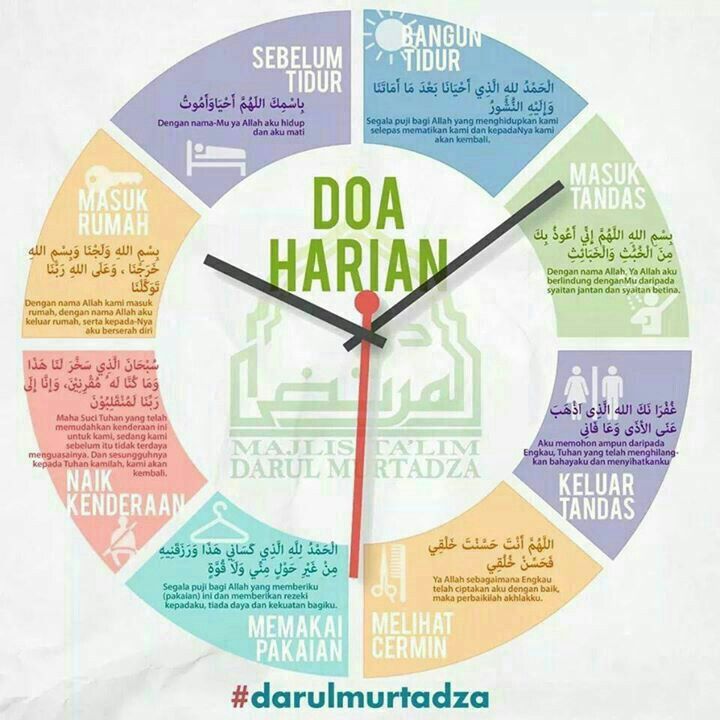 BANGUN
TIDUR
الْحَمْدُ لِلهِ الَّذِي أَحْيَانَا بَعْدَ مَا أَمَاتَنَا
وَإِلَيْهِ النُّشُورُ
Segala puji bagi Allah yang menghidupkan kami
selepas mematikan kami dan kepadaNya kami
akan kembali.
MASUK
TANDAS
بِسْمِ اللهِ اللَّهُمَّ إِنِّي أَعُوذُ بِكَ
مِنَ الْخُبُثِ وَالْخَبَائِثِ
Dengan nama Allah, Ya Allah aku
berlindung denganMu daripada
syaitan jantan dan syaitan betina.
غُفْرَا نَكَ الله الَّذِى اذْهَبَ
عَنِّى الأَذَى وَعَا فَانِي
Aku memohon ampun daripada
Engkau, Tuhan yang telah menghilang-
kan bahayaku dan menyihatkanku
KELUAR
TANDAS
اللَّهُمَّ أَنْتَ حَسَّنْتَ خَلْقِي
فَحَسِّنْ خُلُقِي
Ya Allah sebagaimana Engkau
telah ciptakan aku dengan baik,
maka perbaikilah akhlakku.
MELIHAT
CERMIN
الْحَمْدُ لِلَّهِ الَّذِي كَسَانِي هَذَا وَرَزَقَنِيهِ
مِنْ غَيْرِ حَوْلٍ مِنِّي وَلَا قُوَّةٍ
Segala puji bagi Allah yang memberiku
(pakaian) ini dan memberikan rezeki
kepadaku, tiada daya dan kekuatan bagiku.
MEMAKAI
PAKAIAN
سُبْحَانَ الَّذِي سَخَّرَ لَنَا هَذَا
وَمَا كُنَّا لَهُ مُقْرِنِيْنَ، وَإِنَّا إِلَى
رَبِّنَا لَمُنْقَلِبُوْنَ
Maha Suci Tuhan yang telah
memudahkan kenderaan ini
untuk kami, sedang kami
sebelum itu tidak terdaya
menguasainya. Dan sesungguhnya
kepada Tuhan kamilah, kami akan
kembali.
NAIK
KENDERAAN
MASUK
RUMAH
بِسْمِ اللهِ وَلَجْنَا وَبِسْمِ اللهِ
خَرَجْنَا ، وَعَلَى اللهِ رَبِّنَا
تَوَكَّلْنَا
Dengan nama Allah kami masuk
rumah, dengan nama Allah aku
keluar rumah, serta kepada-Nya
aku berserah diri
SEBELUM
TIDUR
بِاسْمِكَ اللَّهُمَّ أَحْيَاوَأَمُوتُ
Dengan nama-Mu ya Allah aku hidup
dan aku mati
DOA
HARIAN
MAJLIS TA'LIM
DARUL MURTADZA
#darulmurtadza